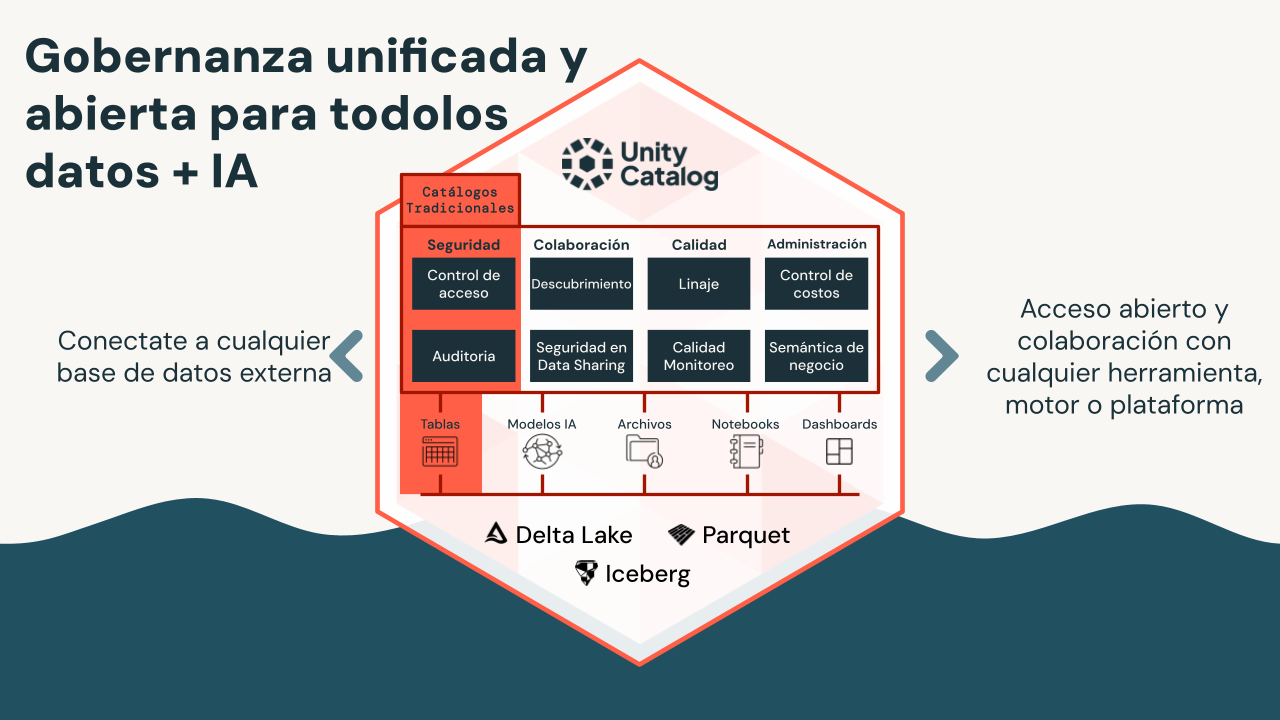 Gobernanza unificada y
abierta para todolos
datos + IA
Unity
Catalog
Catálogos
Tradicionales
Seguridad
Colaboración
Calidad
Administración
Control de
acceso
Descubrimiento
Linaje
Control de
costos
Auditoria
Seguridad en
Data Sharing
Calidad
Monitoreo
Semántica de
negocio
Conectate a cualquier
base de datos externa
Acceso abierto y
colaboración con
cualquier herramienta,
motor o plataforma
Tablas
Modelos IA
Archivos
Notebooks
Dashboards
Delta Lake
Parquet
Iceberg